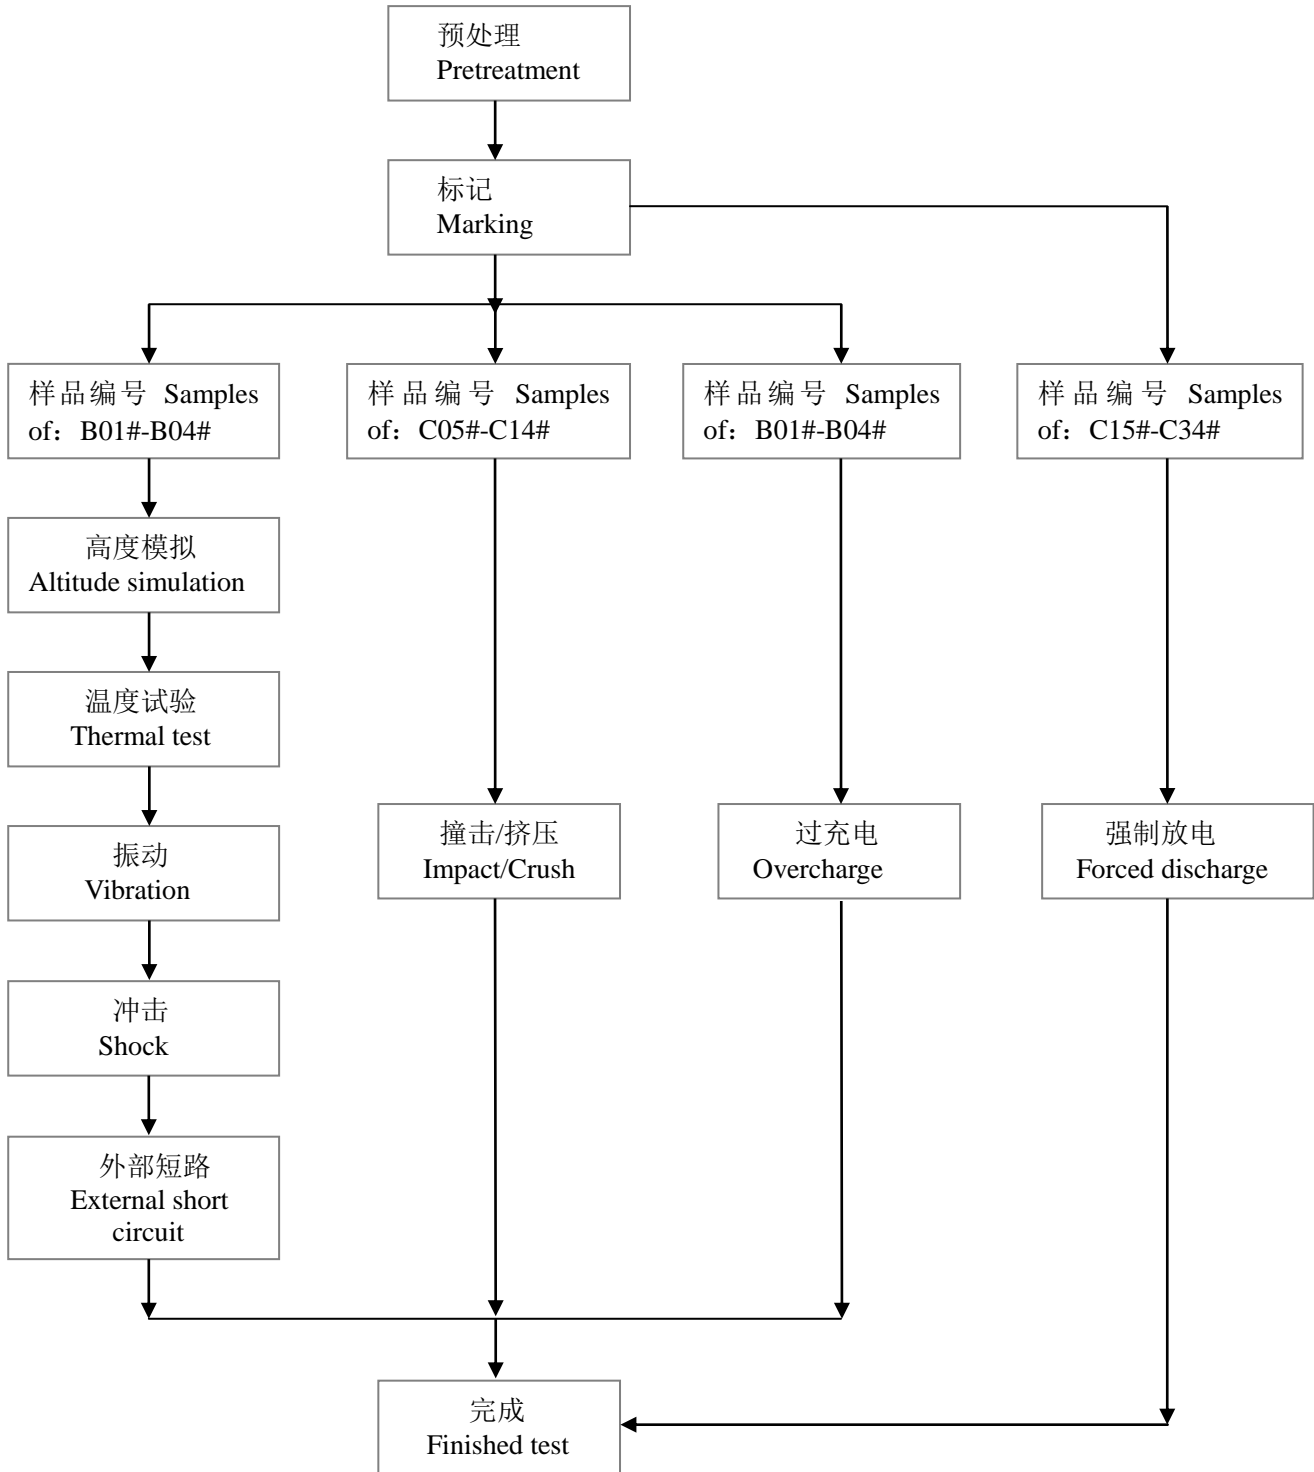 预处理
Pretreatment
标记
Marking
样品编号 Samples
of：B01#-B04#
样品编号 Samples
of：C05#-C14#
样品编号 Samples
of：B01#-B04#
样品编号 Samples
of：C15#-C34#
高度模拟
Altitude simulation
温度试验
Thermal test
振动
Vibration
冲击
Shock
外部短路
External short
circuit
撞击/挤压
Impact/Crush
过充电
Overcharge
强制放电
Forced discharge
完成
Finished test